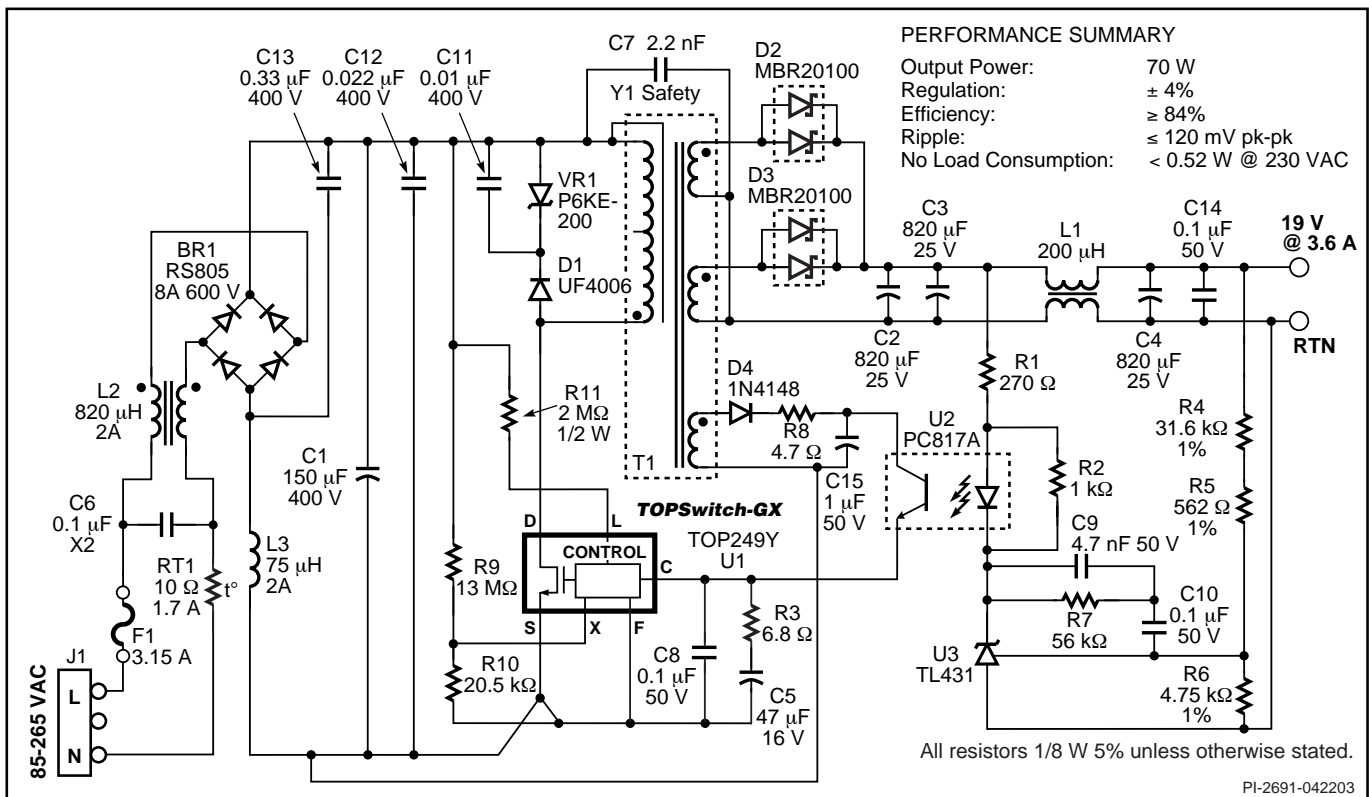 C13
0.33 µF
400 V
C12
0.022 µF
400 V
C11
0.01 µF
400 V
C7 2.2 nF
Y1 Safety
D2
MBR20100
PERFORMANCE SUMMARY
Output Power: 70 W
Regulation: ± 4%
Efficiency: ≥ 84%
Ripple: ≤ 120 mV pk-pk
No Load Consumption: < 0.52 W @ 230 VAC
VR1
P6KE-
200
D3
MBR20100
BR1
RS805
8A 600 V
D1
UF4006
C3
820 µF
25 V
L1
200 µH
C14
0.1 µF
50 V
19 V
@ 3.6 A
RTN
C2
820 µF
25 V
C4
820 µF
25 V
L2
820 µH
2A
R11
2 MΩ
1/2 W
D4
1N4148
R1
270 Ω
R8
4.7 Ω
U2
PC817A
R4
31.6 kΩ
1%
C1
150 µF
400 V
T1
C15
1 µF
50 V
R2
1 kΩ
R5
562 Ω
1%
C6
0.1 µF
X2
TOPSwitch-GX
D
L
CONTROL
C
S
X
F
TOP249Y
U1
C9
4.7 nF 50 V
RT1
10 Ω
1.7 A
t°
L3
75 µH
2A
R9
13 MΩ
R3
6.8 Ω
R7
56 kΩ
C10
0.1 µF
50 V
F1
3.15 A
R10
20.5 kΩ
C8
0.1 µF
50 V
C5
47 µF
16 V
U3
TL431
R6
4.75 kΩ
1%
J1
L
N
85-265 VAC
All resistors 1/8 W 5% unless otherwise stated.
PI-2691-042203